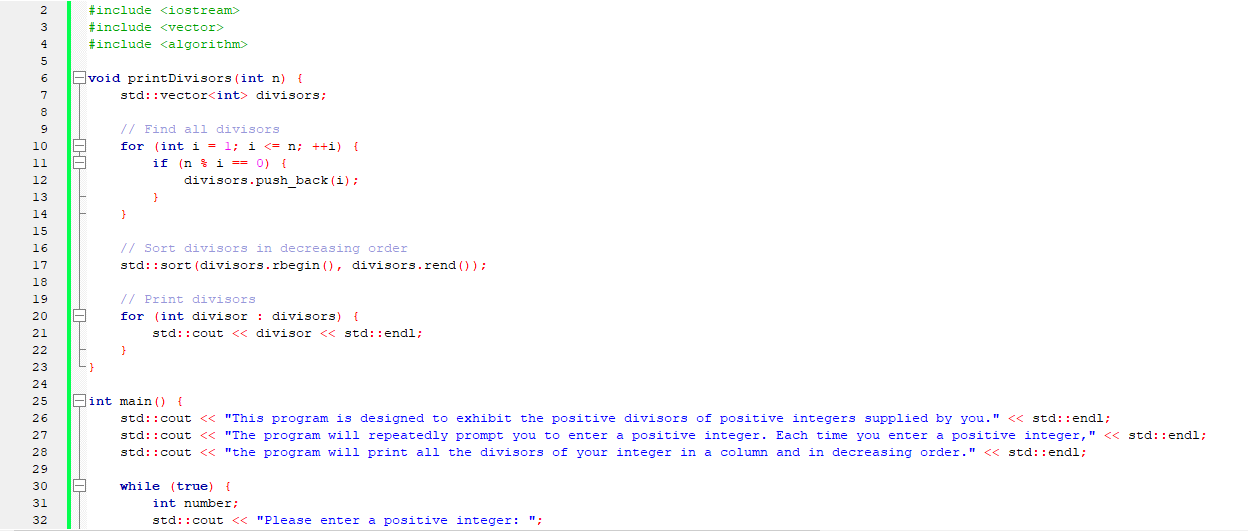 2 #include <iostream>
3 #include <vector>
4 #include <algorithm>
5
6 void printDivisors(int n) {
7     std::vector<int> divisors;
8
9     // Find all divisors
10     for (int i = 1; i <= n; ++i) {
11         if (n % i == 0) {
12             divisors.push_back(i);
13         }
14     }
15
16     // Sort divisors in decreasing order
17     std::sort(divisors.rbegin(), divisors.rend());
18
19     // Print divisors
20     for (int divisor : divisors) {
21         std::cout << divisor << std::endl;
22     }
23 }
24
25 int main() {
26     std::cout << "This program is designed to exhibit the positive divisors of positive integers supplied by you." << std::endl;
27     std::cout << "The program will repeatedly prompt you to enter a positive integer. Each time you enter a positive integer," << std::endl;
28     std::cout << "the program will print all the divisors of your integer in a column and in decreasing order." << std::endl;
29
30     while (true) {
31         int number;
32         std::cout << "Please enter a positive integer: ";